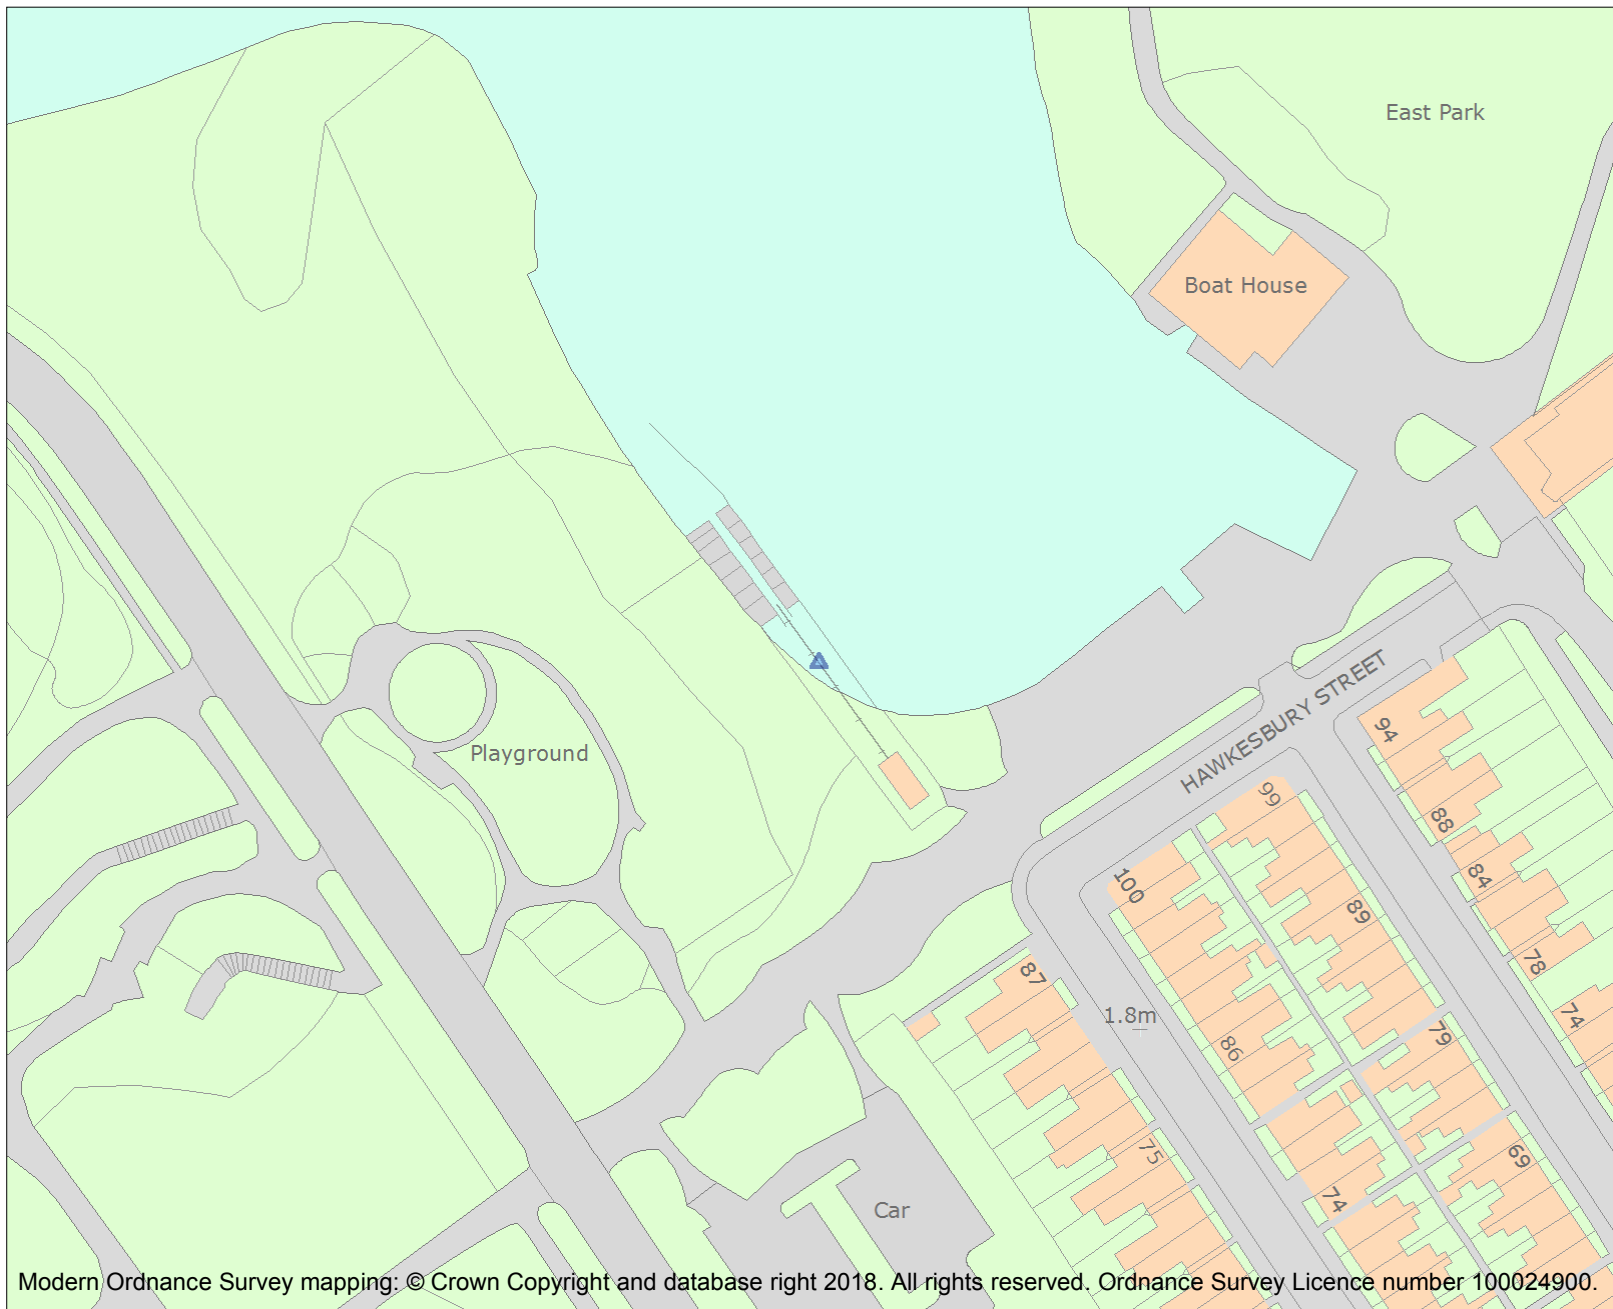 East Park
Boat House
HAWKESBURY STREET
94
Playground
99
88
84
100
89
78
87
74
1.8m
86
79
75
69
74
Car
Modern Ordnance Survey mapping: © Crown Copyright and database right 2018. All rights reserved. Ordnance Survey Licence number 100024900.